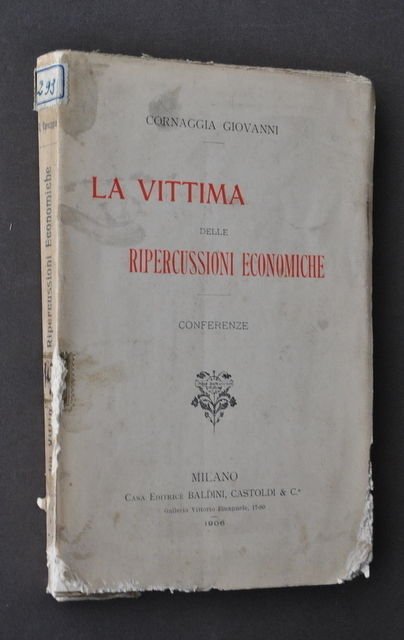 293
CORNAGGIA GIOVANNI
LA VITTIMA
DELLE
RIPERCUSSIONI ECONOMICHE
CONFERENZE
MILANO
CASA EDITRICE BALDINI, CASTOLDI & C.º
Galleria Vittorio Emanuele, 17-80
1906
Ripercussioni Economiche